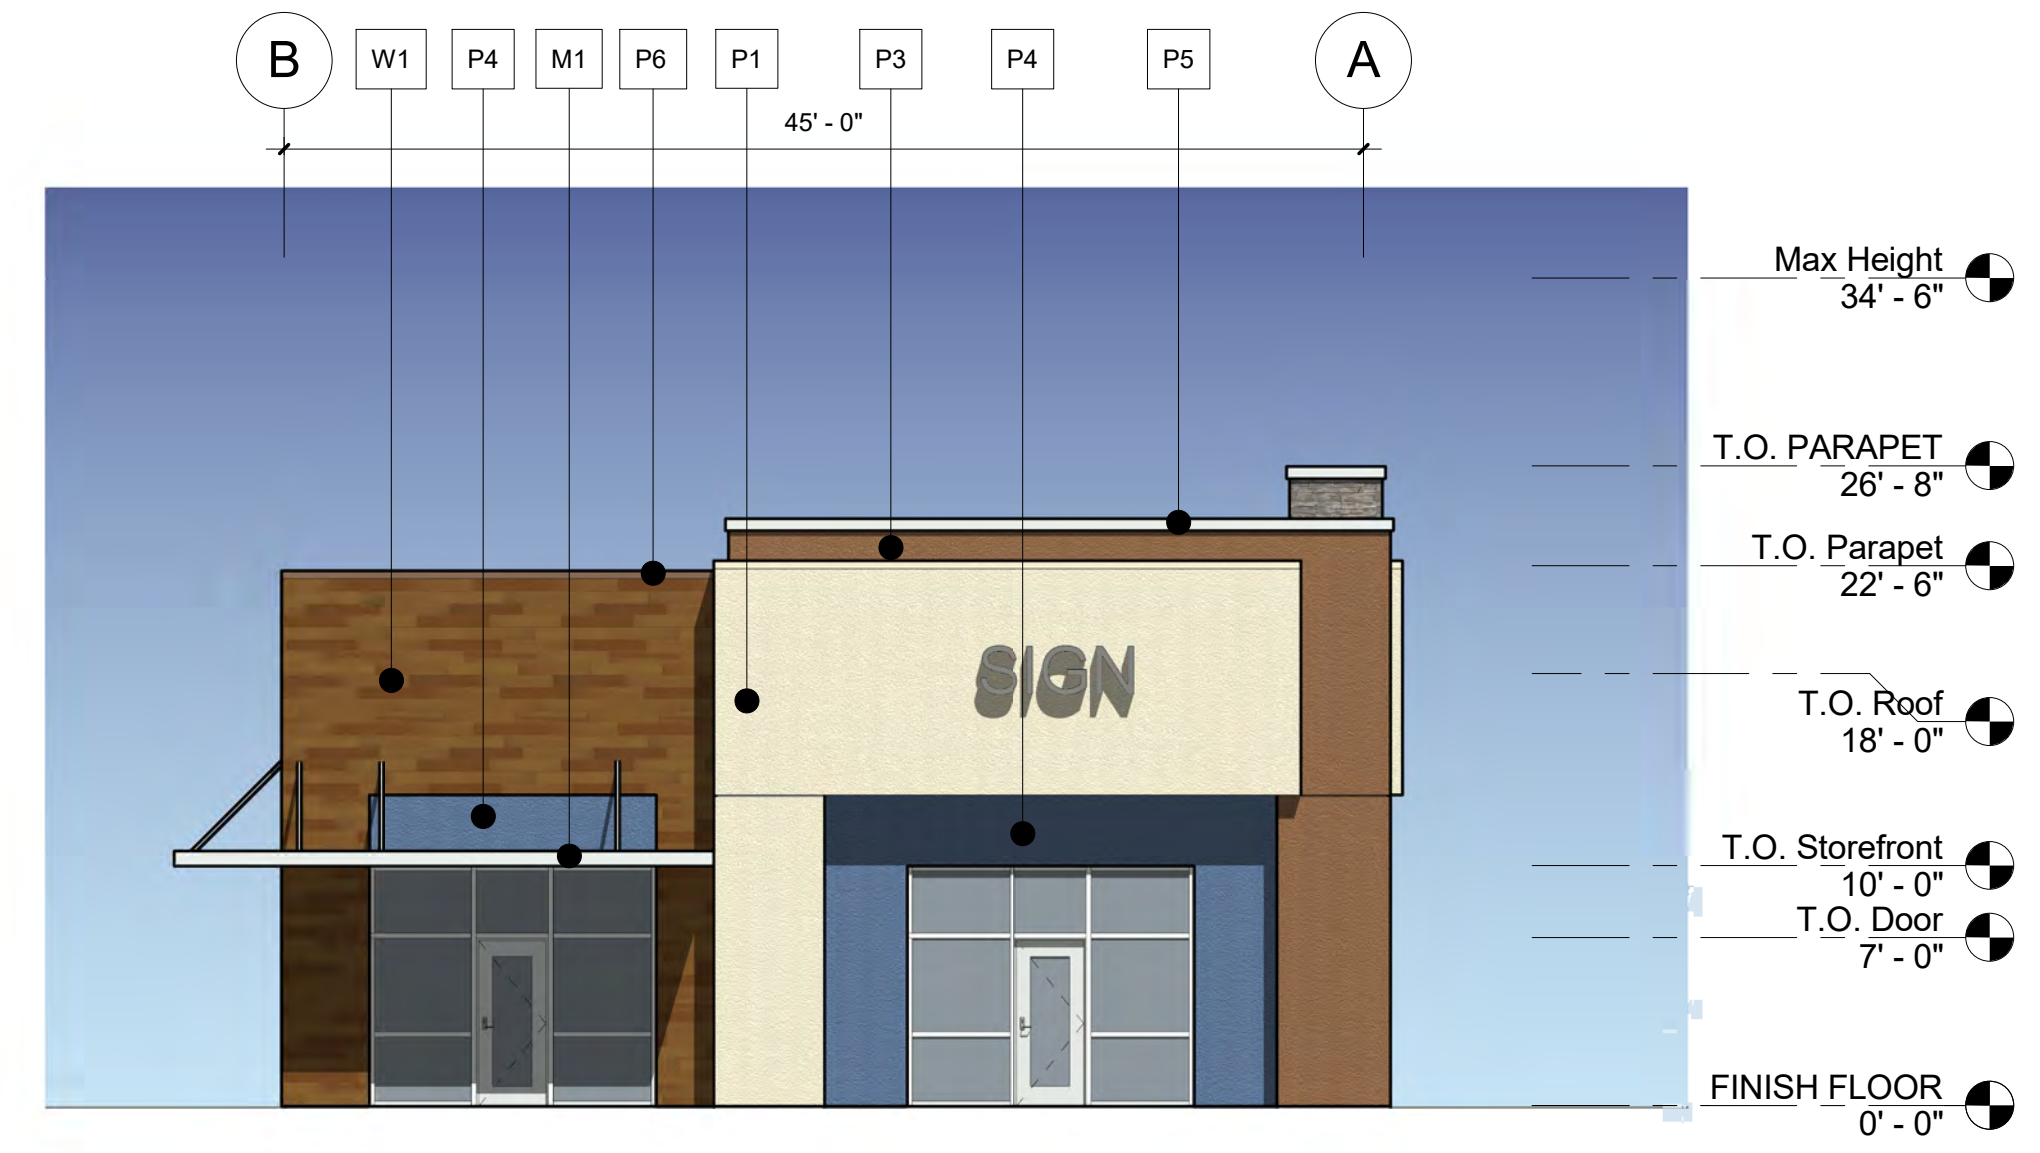 B
W1
P4
M1
P6
P1
P3
P4
P5
A
45' - 0"
Max Height
34' - 6"
T.O. PARAPET
26' - 8"
T.O. Parapet
22' - 6"
SIGN
T.O. Roof
18' - 0"
T.O. Storefront
10' - 0"
T.O. Door
7' - 0"
FINISH FLOOR
0' - 0"